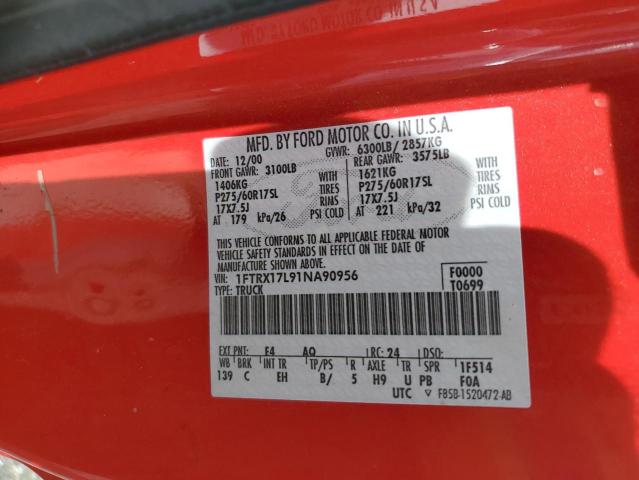 MFD. BY FORD MOTOR CO. IN U.S.A.
DATE: 12/00 GVWR: 6300LB/ 2857KG
FRONT GAWR: 3100LB REAR GAWR: 3575LB
1406KG WITH 1621KG WITH
P275/60R17SL TIRES P275/60R17SL TIRES
17X7.5J RIMS 17X7.5J RIMS
AT 179 kPa/26 PSI COLD AT 221 kPa/32 PSI COLD
THIS VEHICLE CONFORMS TO ALL APPLICABLE FEDERAL MOTOR
VEHICLE SAFETY STANDARDS IN EFFECT ON THE DATE OF
MANUFACTURE SHOWN ABOVE.
VIN: 1FTRX17L91NA90956 F0000
TYPE: TRUCK T0699
EXT PNT: E4 AQ RC: 24 DSO:
WB BRK INT TR TP/PS R AXLE TR SPR 1F514
139 C EH B/ 5 H9 U PB F0A
UTC ▽ F85B-1520472-AB